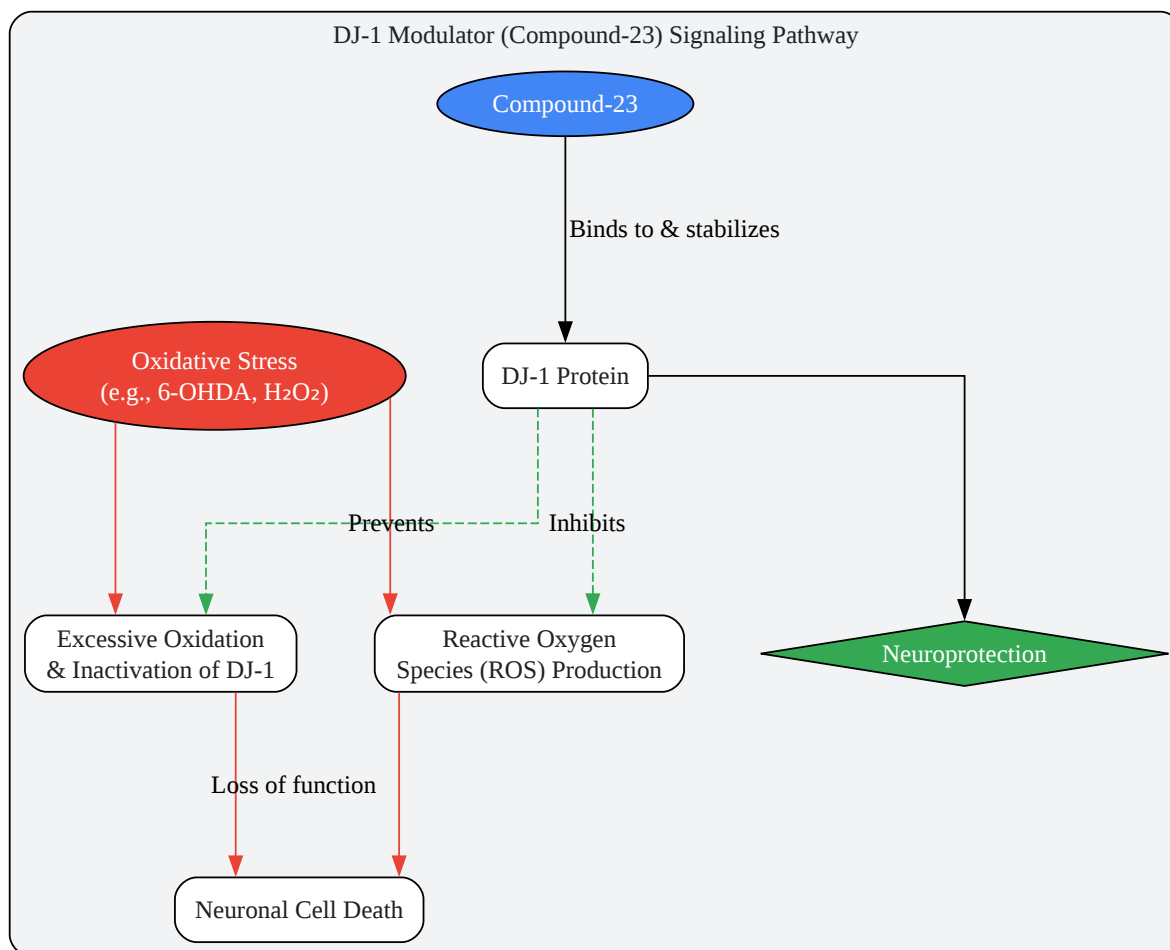 DJ-1 Modulator (Compound-23) Signaling Pathway
Compound-23
Binds to & stabilizes
Oxidative Stress
(e.g., 6-OHDA, H₂O₂)
DJ-1 Protein
Prevents
Inhibits
Excessive Oxidation
& Inactivation of DJ-1
Reactive Oxygen
Species (ROS) Production
Neuroprotection
Loss of function
Neuronal Cell Death